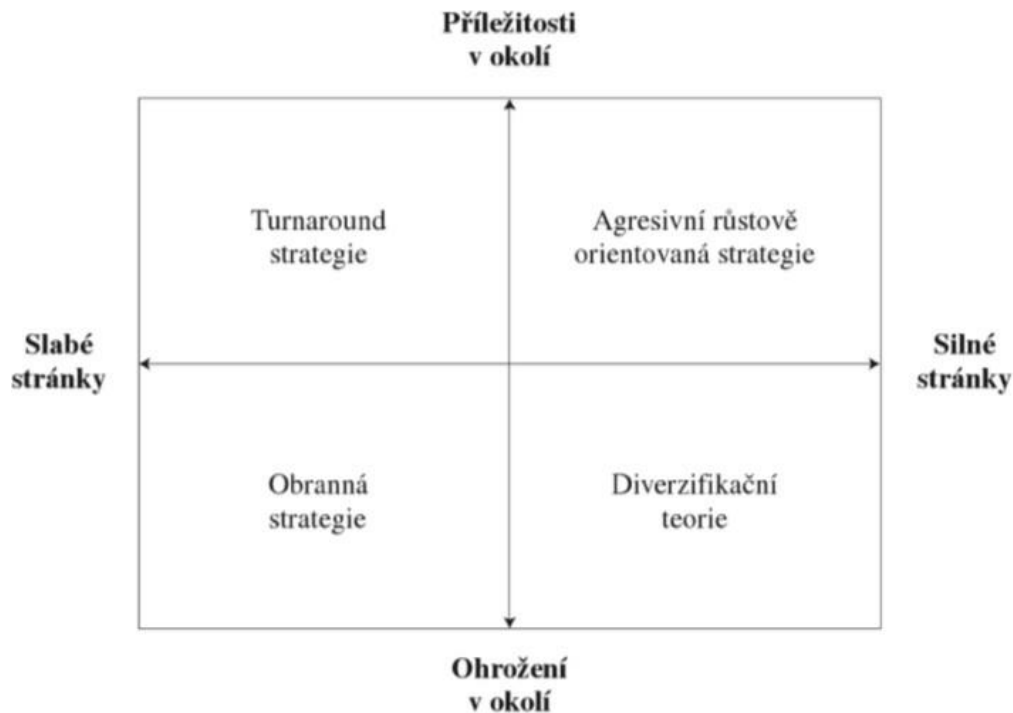 Příležitosti
v okolí
Turnaround
strategie
Agresivní růstově
orientovaná strategie
Slabé
stránky
Silné
stránky
Obranná
strategie
Diverzifikační
teorie
Ohrožení
v okolí